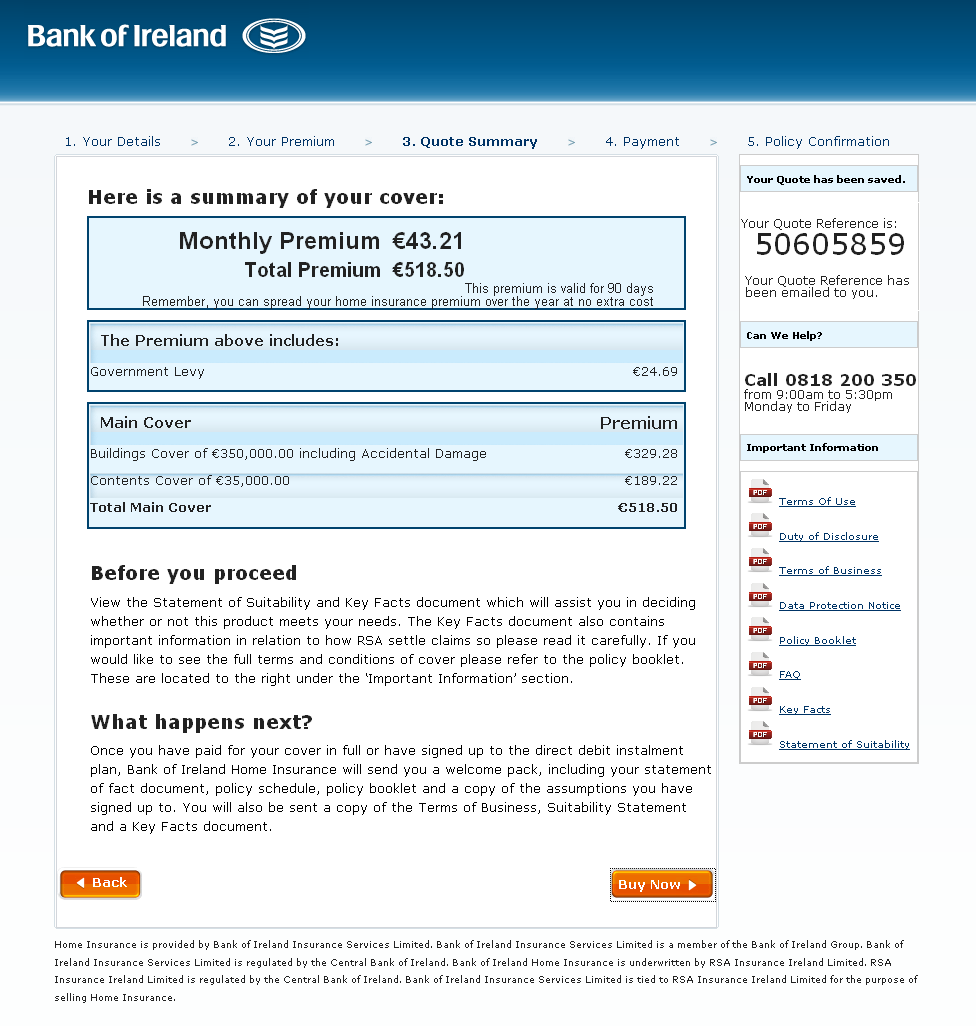 Bank of Ireland
1. Your Details > 2. Your Premium > 3. Quote Summary > 4. Payment > 5. Policy Confirmation
Here is a summary of your cover:
Monthly Premium €43.21
Total Premium €518.50
This premium is valid for 90 days
Remember, you can spread your home insurance premium over the year at no extra cost
The Premium above includes:
Government Levy €24.69
Main Cover Premium
Buildings Cover of €350,000.00 including Accidental Damage €329.28
Contents Cover of €35,000.00 €189.22
Total Main Cover €518.50
Before you proceed
View the Statement of Suitability and Key Facts document which will assist you in deciding
whether or not this product meets your needs. The Key Facts document also contains
important information in relation to how RSA settle claims so please read it carefully. If you
would like to see the full terms and conditions of cover please refer to the policy booklet.
These are located to the right under the ‘Important Information’ section.
What happens next?
Once you have paid for your cover in full or have signed up to the direct debit instalment
plan, Bank of Ireland Home Insurance will send you a welcome pack, including your statement
of fact document, policy schedule, policy booklet and a copy of the assumptions you have
signed up to. You will also be sent a copy of the Terms of Business, Suitability Statement
and a Key Facts document.
Back
Buy Now
Your Quote has been saved.
Your Quote Reference is:
50605859
Your Quote Reference has
been emailed to you.
Can We Help?
Call 0818 200 350
from 9:00am to 5:30pm
Monday to Friday
Important Information
PDF Terms Of Use
PDF Duty of Disclosure
PDF Terms of Business
PDF Data Protection Notice
PDF Policy Booklet
PDF FAQ
PDF Key Facts
PDF Statement of Suitability
Home Insurance is provided by Bank of Ireland Insurance Services Limited. Bank of Ireland Insurance Services Limited is a member of the Bank of Ireland Group. Bank of
Ireland Insurance Services Limited is regulated by the Central Bank of Ireland. Bank of Ireland Home Insurance is underwritten by RSA Insurance Ireland Limited. RSA
Insurance Ireland Limited is regulated by the Central Bank of Ireland. Bank of Ireland Insurance Services Limited is tied to RSA Insurance Ireland Limited for the purpose of
selling Home Insurance.